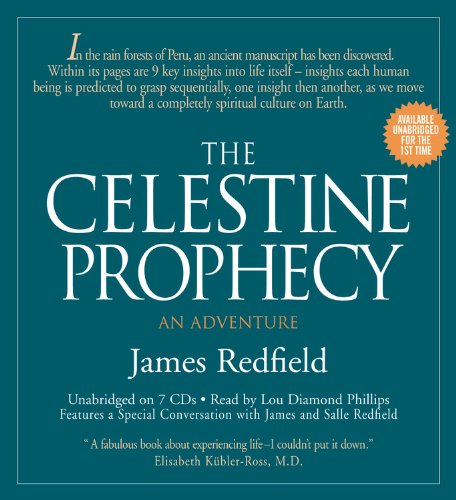 In the rain forests of Peru, an ancient manuscript has been discovered.
Within its pages are 9 key insights into life itself – insights each human
being is predicted to grasp sequentially, one insight then another, as we move
toward a completely spiritual culture on Earth.
AVAILABLE
UNABRIDGED
FOR THE
1ST TIME
THE
CELESTINE
PROPHECY
AN ADVENTURE
James Redfield
Unabridged on 7 CDs • Read by Lou Diamond Phillips
Features a Special Conversation with James and Salle Redfield
“A fabulous book about experiencing life–I couldn't put it down.”
Elisabeth Kübler-Ross, M.D.